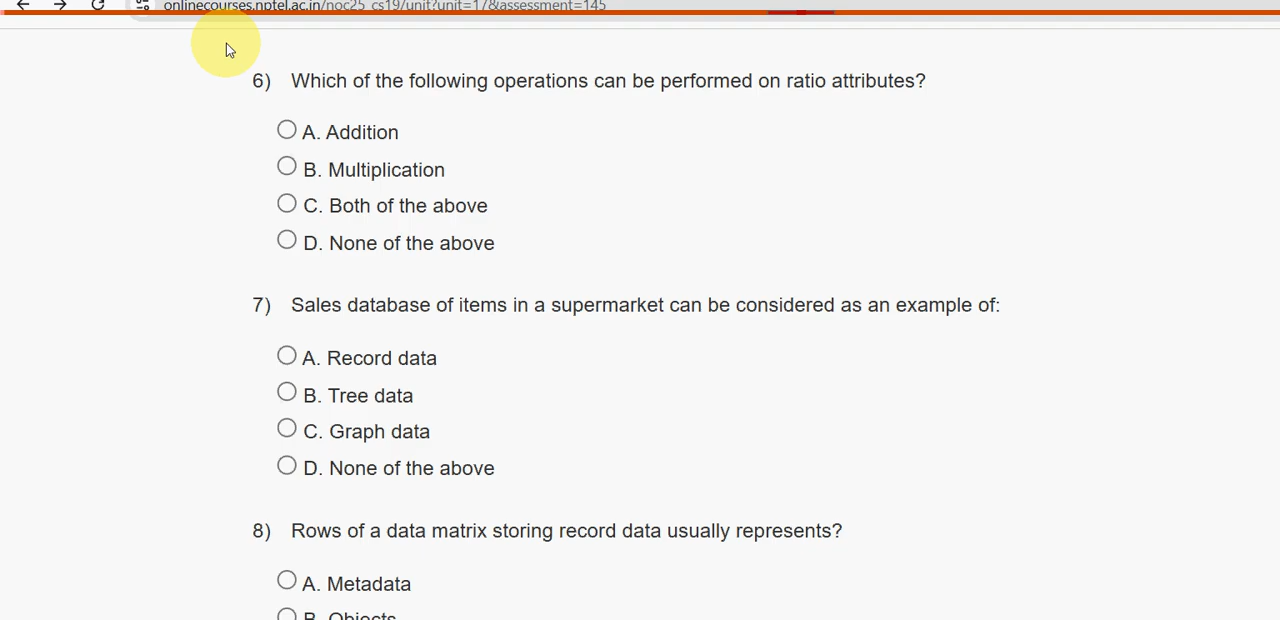 onlinecourses.nptel.ac.in/noc25_cs19/unit?unit=17&assessment=145
6) Which of the following operations can be performed on ratio attributes?
A. Addition
B. Multiplication
C. Both of the above
D. None of the above
7) Sales database of items in a supermarket can be considered as an example of:
A. Record data
B. Tree data
C. Graph data
D. None of the above
8) Rows of a data matrix storing record data usually represents?
A. Metadata
B. Objects